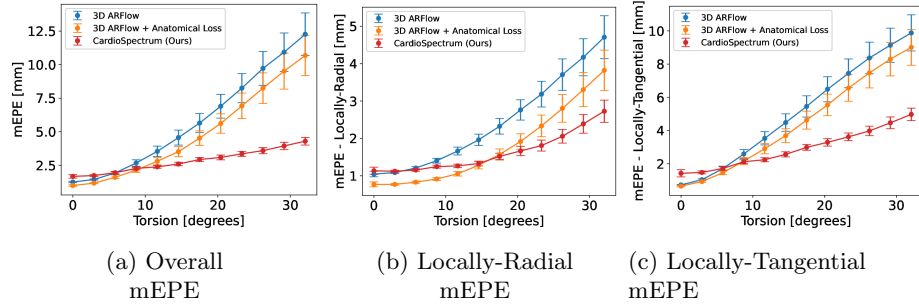 mEPE [mm]
12.5
10.0
7.5
5.0
2.5
3D ARFlow
3D ARFlow + Anatomical Loss
CardioSpectrum (Ours)
0 10 20 30
Torsion [degrees]
(a) Overall
mEPE
mEPE - Locally-Radial [mm]
5
4
3
2
1
3D ARFlow
3D ARFlow + Anatomical Loss
CardioSpectrum (Ours)
0 10 20 30
Torsion [degrees]
(b) Locally-Radial
mEPE
mEPE - Locally-Tangential [mm]
10
8
6
4
2
3D ARFlow
3D ARFlow + Anatomical Loss
CardioSpectrum (Ours)
0 10 20 30
Torsion [degrees]
(c) Locally-Tangential
mEPE